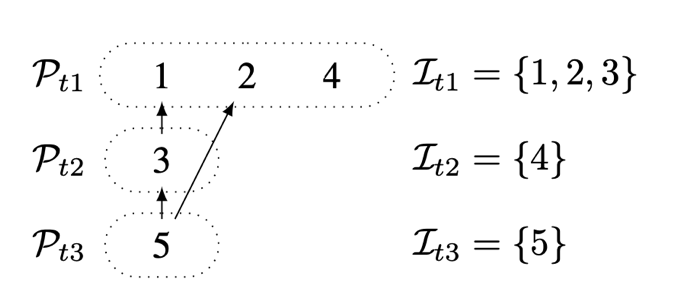 𝒫t1 1 2 4 ℐt1 = {1, 2, 3}
𝒫t2 3 ℐt2 = {4}
𝒫t3 5 ℐt3 = {5}